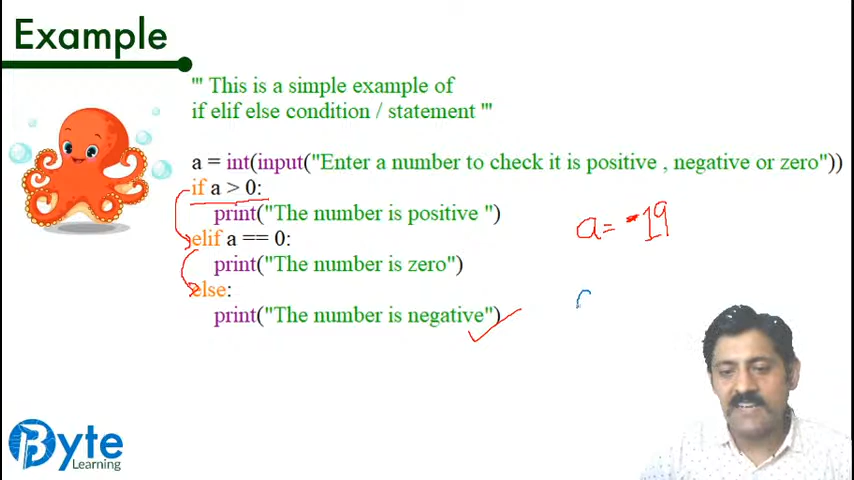 Example
''' This is a simple example of
if elif else condition / statement '''
a = int(input("Enter a number to check it is positive , negative or zero"))
if a > 0:
print("The number is positive ")
elif a == 0:
print("The number is zero")
else:
print("The number is negative")
a= -19
Byte
Learning